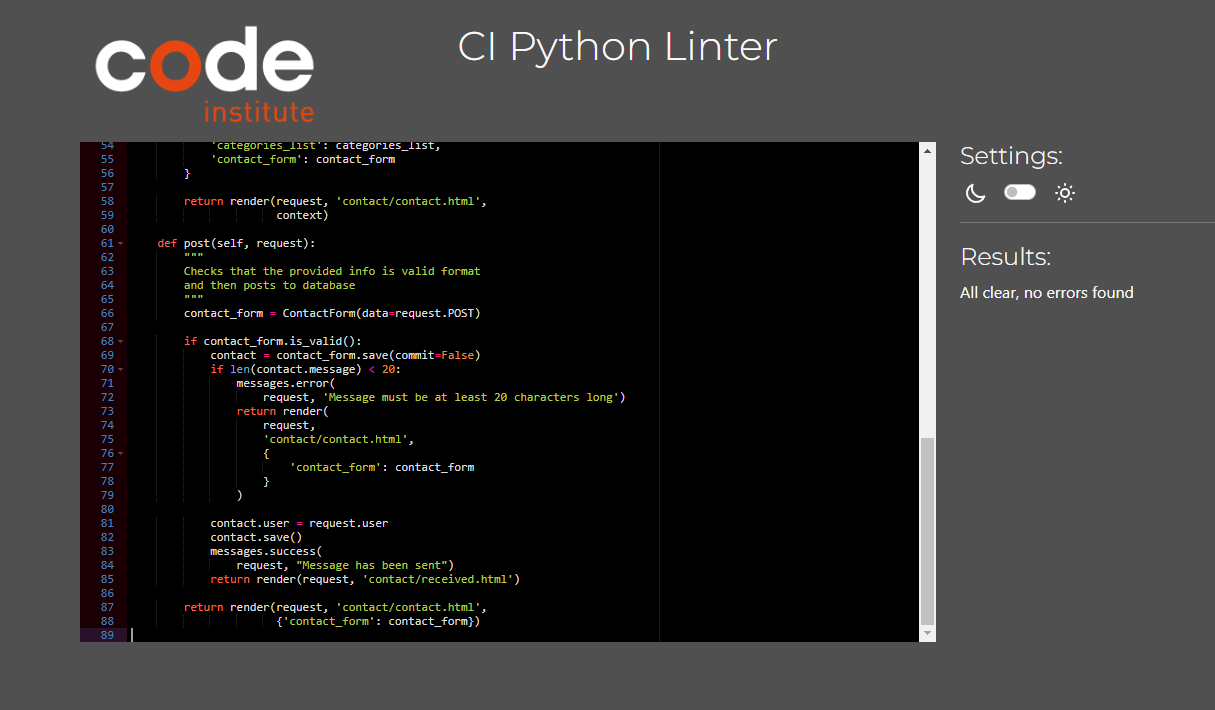 code
institute
CI Python Linter
54 'categories_list': categories_list,
55 'contact_form': contact_form
56 }
57
58 return render(request, 'contact/contact.html',
59 context)
60
61 def post(self, request):
62 """
63 Checks that the provided info is valid format
64 and then posts to database
65 """
66 contact_form = ContactForm(data=request.POST)
67
68 if contact_form.is_valid():
69 contact = contact_form.save(commit=False)
70 if len(contact.message) < 20:
71 messages.error(
72 request, 'Message must be at least 20 characters long')
73 return render(
74 request,
75 'contact/contact.html',
76 {
77 'contact_form': contact_form
78 }
79 )
80
81 contact.user = request.user
82 contact.save()
83 messages.success(
84 request, "Message has been sent")
85 return render(request, 'contact/received.html')
86
87 return render(request, 'contact/contact.html',
88 {'contact_form': contact_form})
89
Settings:
Results:
All clear, no errors found